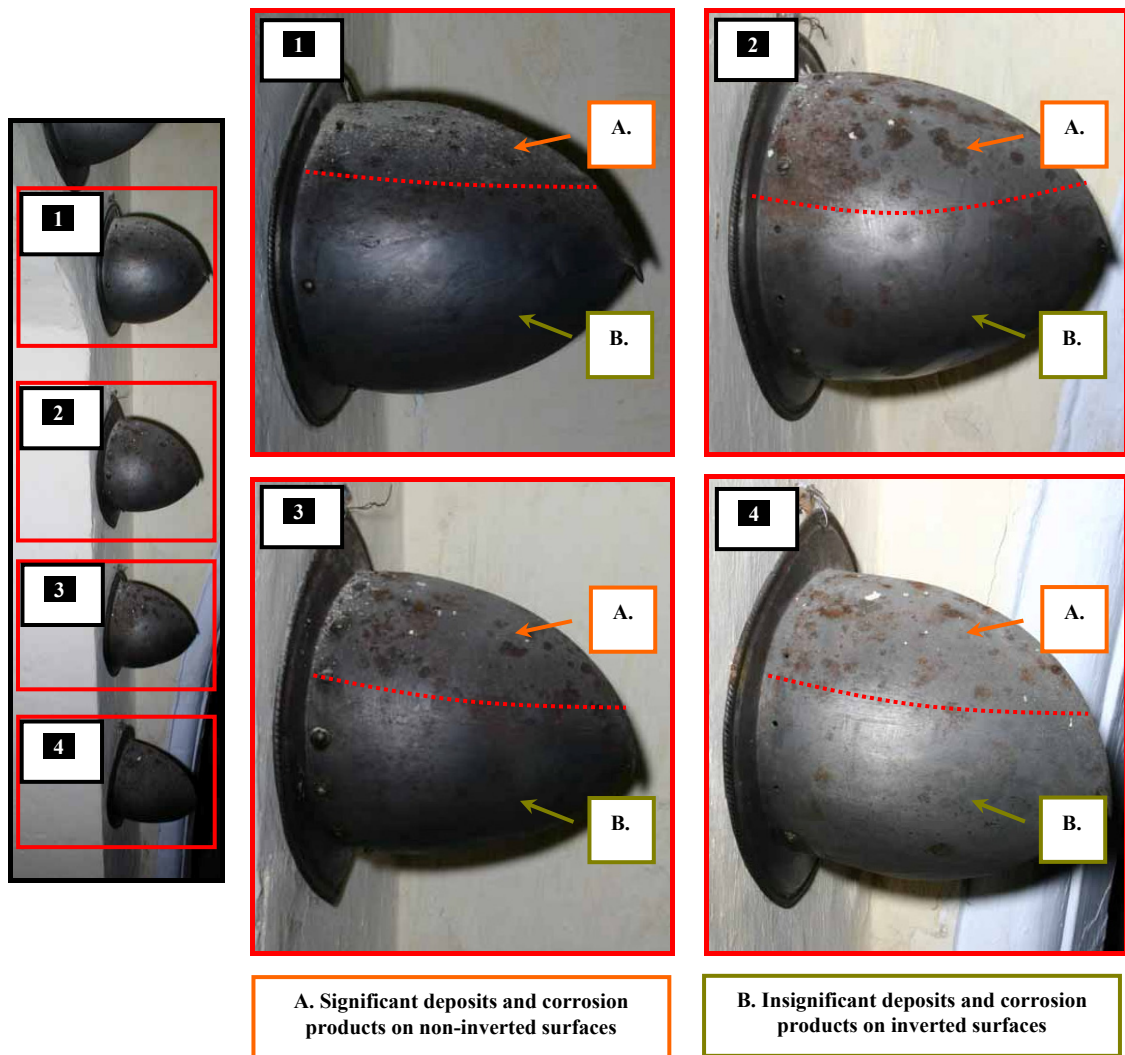 1
2
3
4
1
A.
B.
2
A.
B.
3
A.
B.
4
A.
B.
A. Significant deposits and corrosion
products on non-inverted surfaces
B. Insignificant deposits and corrosion
products on inverted surfaces